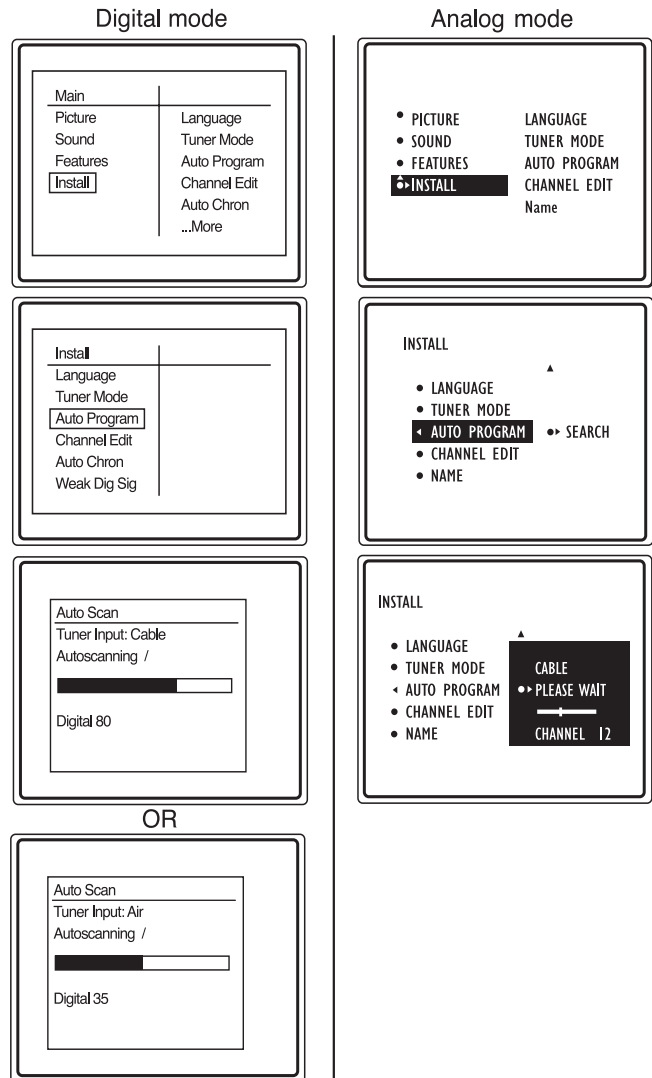 Digital mode
Main
Picture
Sound
Features
Install
Language
Tuner Mode
Auto Program
Channel Edit
Auto Chron
...More
Install
Language
Tuner Mode
Auto Program
Channel Edit
Auto Chron
Weak Dig Sig
Auto Scan
Tuner Input: Cable
Autoscanning /
Digital 80
OR
Auto Scan
Tuner Input: Air
Autoscanning /
Digital 35
Analog mode
• PICTURE
• SOUND
• FEATURES
INSTALL
LANGUAGE
TUNER MODE
AUTO PROGRAM
CHANNEL EDIT
Name
INSTALL
• LANGUAGE
• TUNER MODE
AUTO PROGRAM
• CHANNEL EDIT
• NAME
SEARCH
INSTALL
• LANGUAGE
• TUNER MODE
AUTO PROGRAM
• CHANNEL EDIT
• NAME
CABLE
PLEASE WAIT
CHANNEL 12